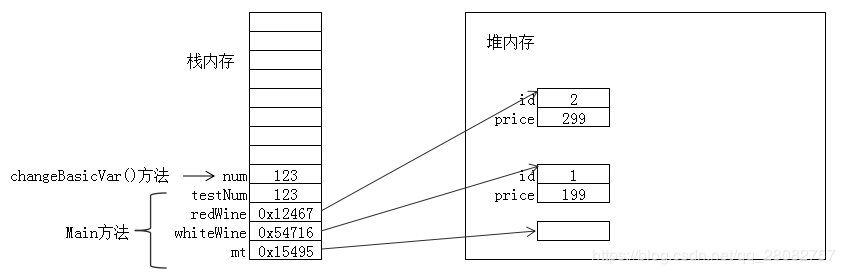 栈内存
堆内存
id 2
price 299
changeBasicVar()方法 num 123
id 1
testNum 123
price 199
redWine 0x12467
Main方法
whiteWine 0x54716
mt 0x15495
https://blog.csdn.net/qq_28082757